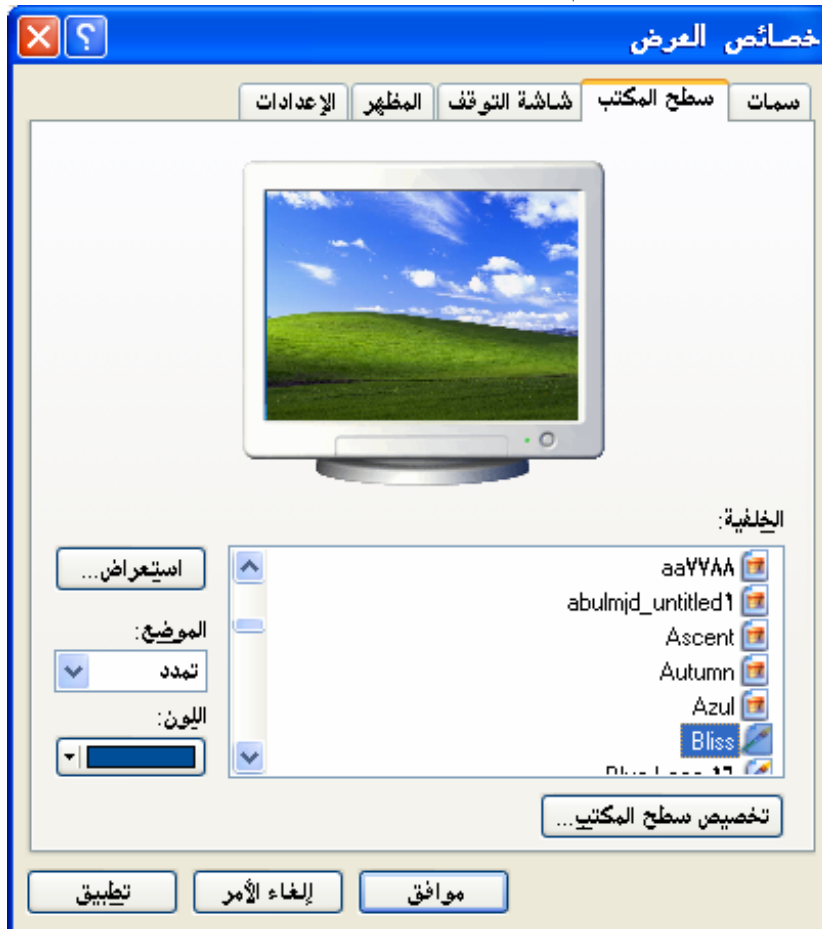 خصائص العرض
سمات
سطح المكتب
شاشة التوقف
المظهر
الإعدادات
الخلفية:
aa٧٧٨٨
abulmjd_untitled٦
Ascent
Autumn
Azul
Bliss
استعراض...
الموضع:
تمدد
اللون:
تخصيص سطح المكتب...
موافق
إلغاء الأمر
تطبيق